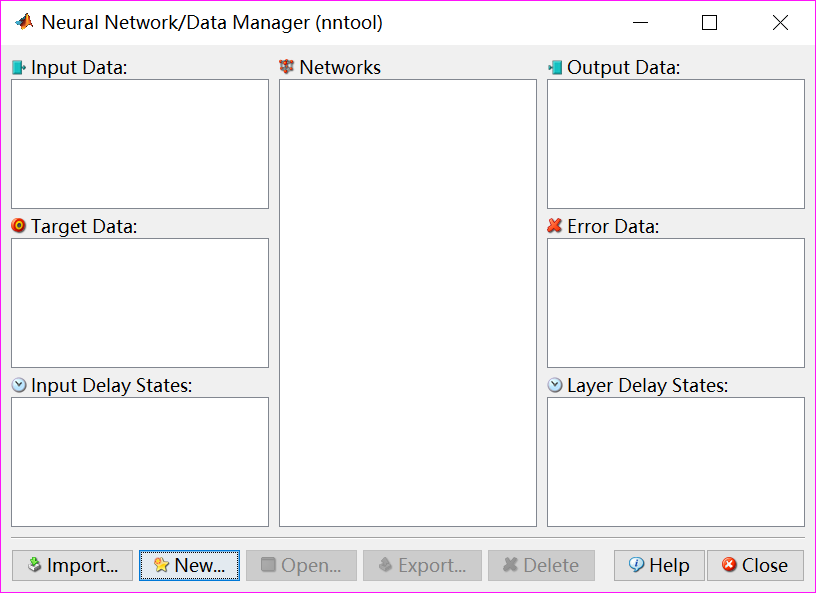 Neural Network/Data Manager (nntool)
Input Data:
Networks
Output Data:
Target Data:
Error Data:
Input Delay States:
Layer Delay States:
Import... New... Open... Export... Delete Help Close